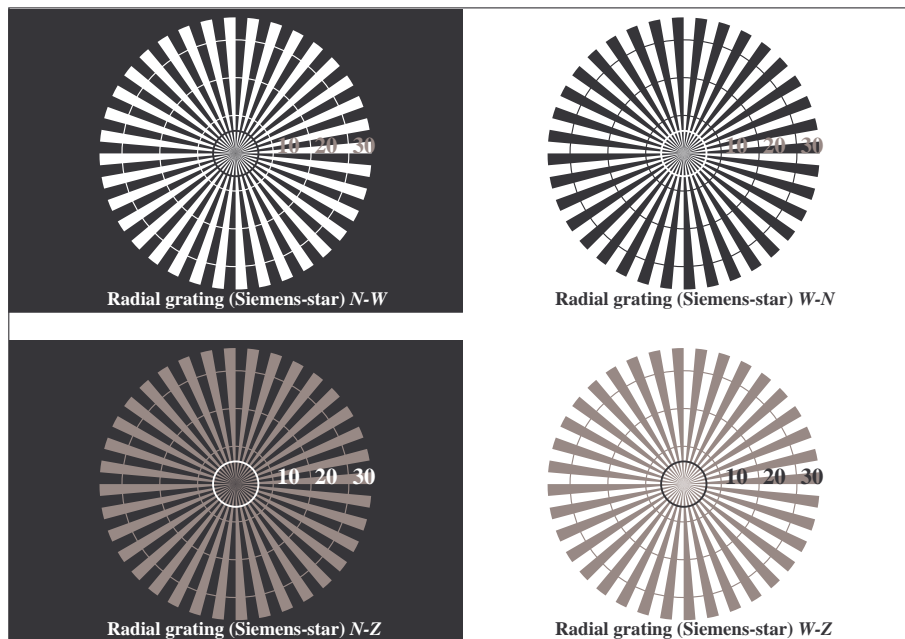 10 20 30
Radial grating (Siemens-star) N-W
10 20 30
Radial grating (Siemens-star) W-N
10 20 30
Radial grating (Siemens-star) N-Z
10 20 30
Radial grating (Siemens-star) W-Z